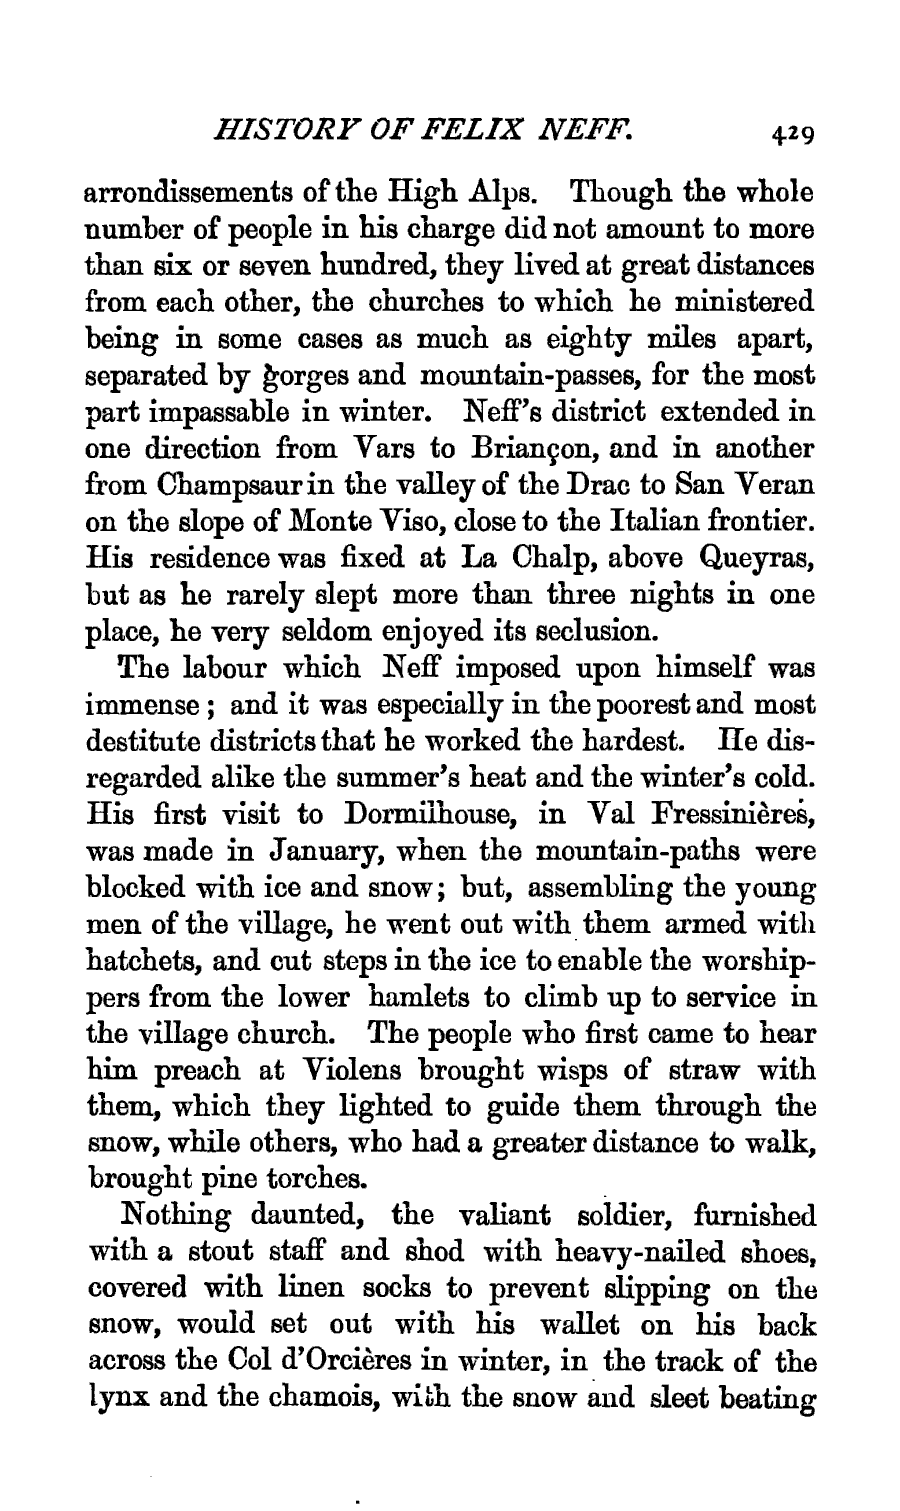 HISTORY OF FELIX NEFF. 429
arrondissements of the High Alps. Though the whole
number of people in his charge did not amount to more
than six or seven hundred, they lived at great distances
from each other, the churches to which he ministered
being in some cases as much as eighty miles apart,
separated by gorges and mountain-passes, for the most
part impassable in winter. Neff's district extended in
one direction from Vars to Briançon, and in another
from Champsaur in the valley of the Drac to San Veran
on the slope of Monte Viso, close to the Italian frontier.
His residence was fixed at La Chalp, above Queyras,
but as he rarely slept more than three nights in one
place, he very seldom enjoyed its seclusion.
The labour which Neff imposed upon himself was
immense; and it was especially in the poorest and most
destitute districts that he worked the hardest. He dis-
regarded alike the summer's heat and the winter's cold.
His first visit to Dormilhouse, in Val Fressinières,
was made in January, when the mountain-paths were
blocked with ice and snow; but, assembling the young
men of the village, he went out with them armed with
hatchets, and cut steps in the ice to enable the worship-
pers from the lower hamlets to climb up to service in
the village church. The people who first came to hear
him preach at Violens brought wisps of straw with
them, which they lighted to guide them through the
snow, while others, who had a greater distance to walk,
brought pine torches.
Nothing daunted, the valiant soldier, furnished
with a stout staff and shod with heavy-nailed shoes,
covered with linen socks to prevent slipping on the
snow, would set out with his wallet on his back
across the Col d'Orcières in winter, in the track of the
lynx and the chamois, with the snow and sleet beating